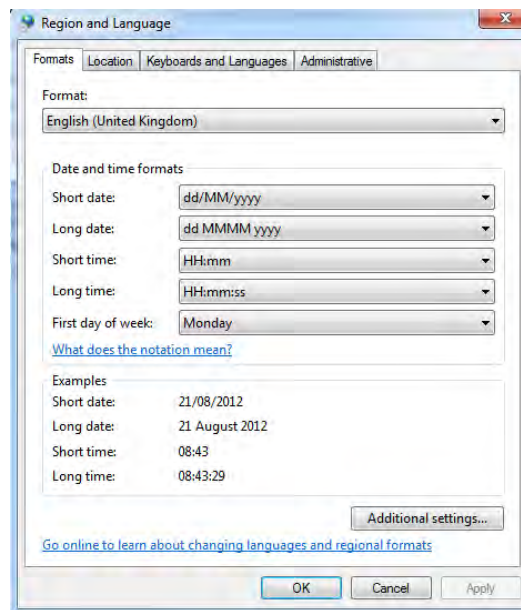 Region and Language
Formats Location Keyboards and Languages Administrative
Format:
English (United Kingdom)
Date and time formats
Short date: dd/MM/yyyy
Long date: dd MMMM yyyy
Short time: HH:mm
Long time: HH:mm:ss
First day of week: Monday
What does the notation mean?
Examples
Short date: 21/08/2012
Long date: 21 August 2012
Short time: 08:43
Long time: 08:43:29
Additional settings...
Go online to learn about changing languages and regional formats
OK Cancel Apply